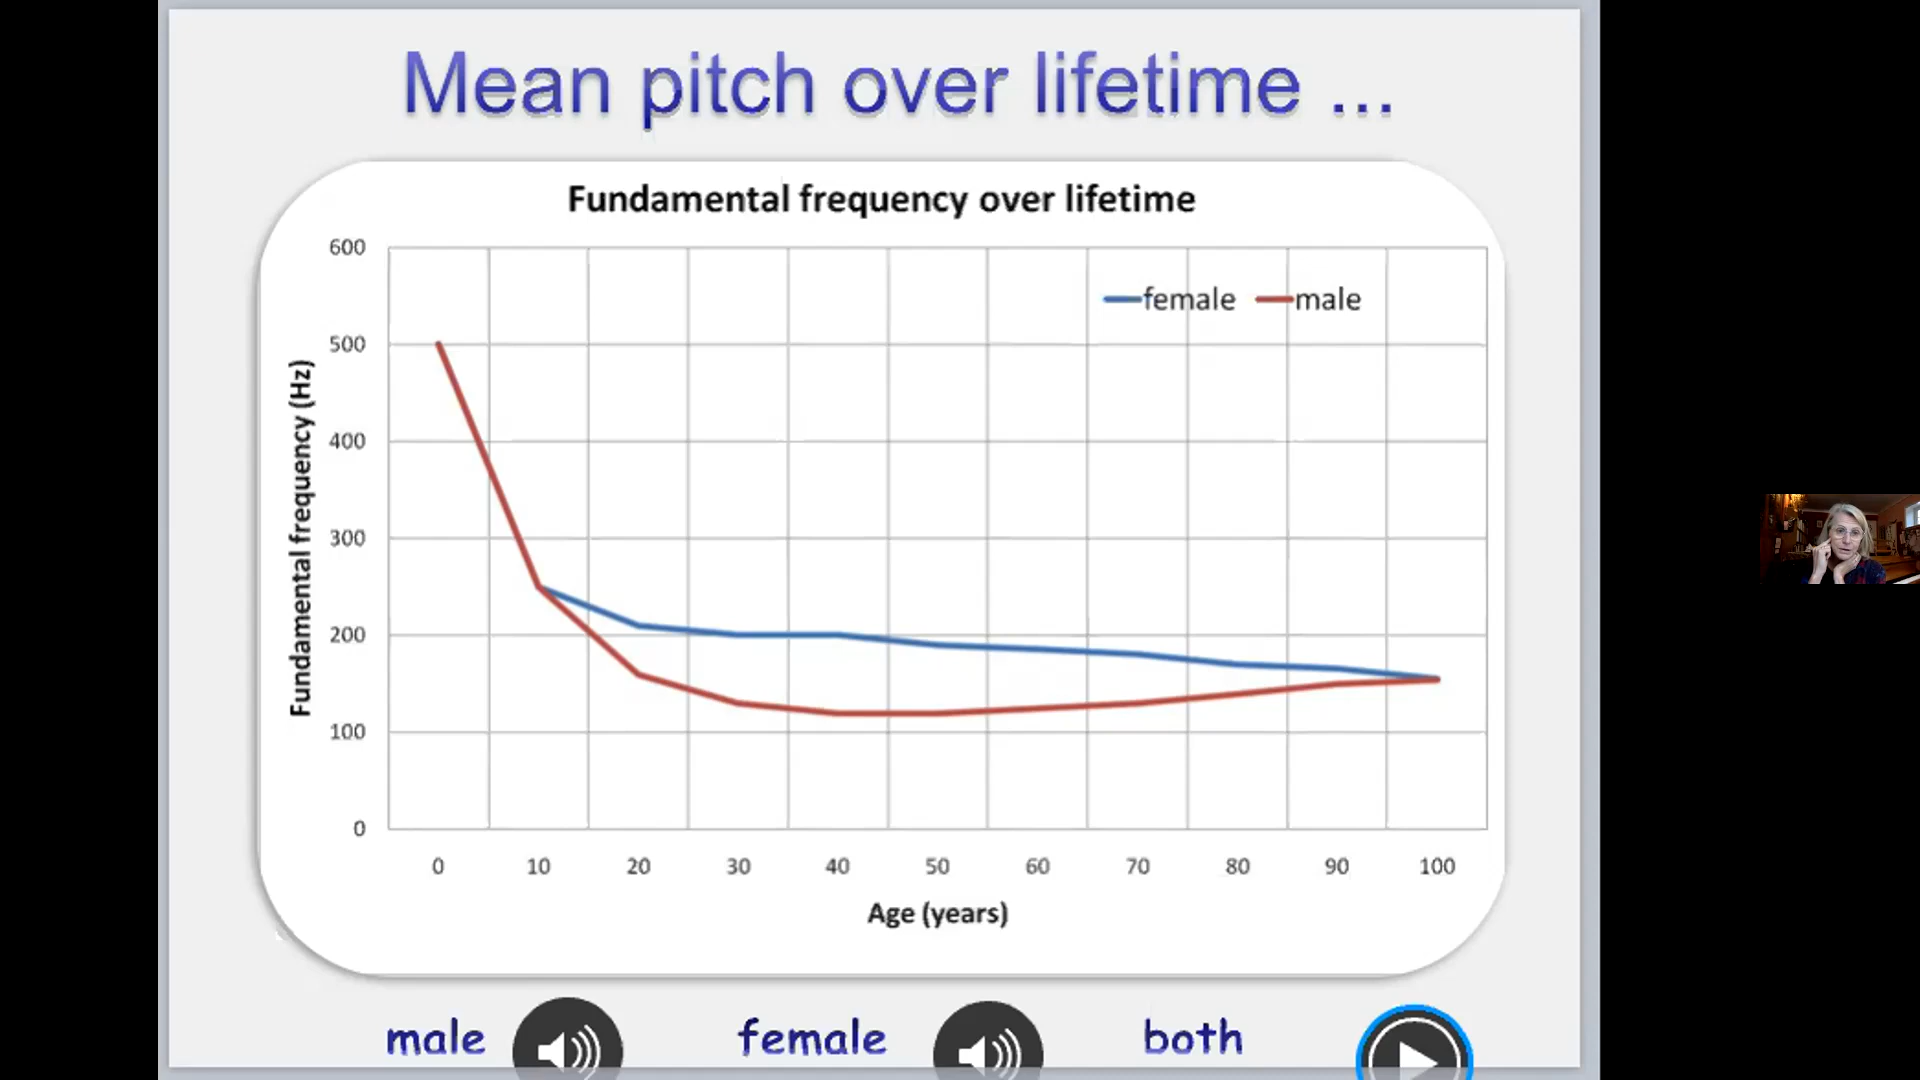 Mean pitch over lifetime ...
Fundamental frequency over lifetime
600
500
400
300
200
100
0
Fundamental frequency (Hz)
female male
0 10 20 30 40 50 60 70 80 90 100
Age (years)
male female both